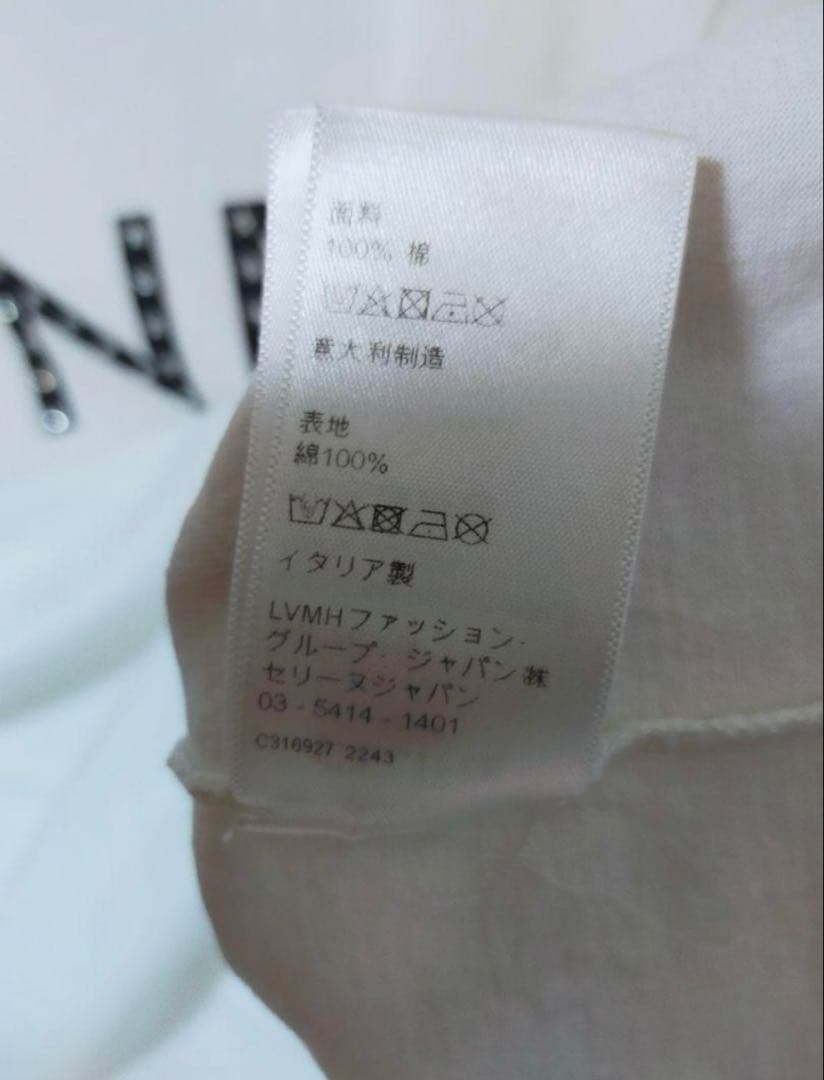 NE
面料
100% 棉
意大利制造
表地
綿100%
イタリア製
LVMHファッション・
グループ・ジャパン㈱
セリーヌジャパン
03 - 5414 - 1401
C316927 2243